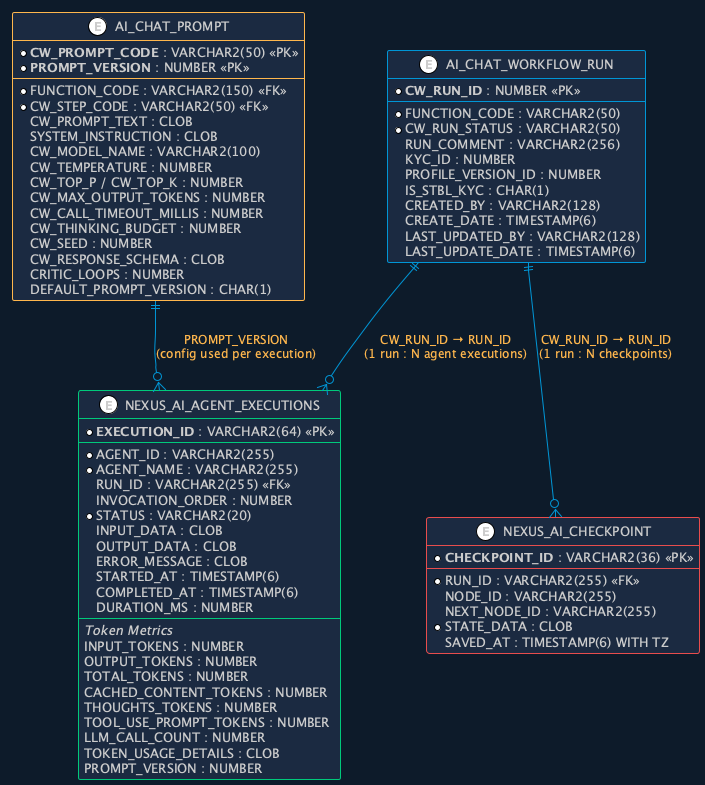 E AI_CHAT_PROMPT
CW_PROMPT_CODE : VARCHAR2(50) «PK»
PROMPT_VERSION : NUMBER «PK»
FUNCTION_CODE : VARCHAR2(150) «FK»
CW_STEP_CODE : VARCHAR2(50) «FK»
CW_PROMPT_TEXT : CLOB
SYSTEM_INSTRUCTION : CLOB
CW_MODEL_NAME : VARCHAR2(100)
CW_TEMPERATURE : NUMBER
CW_TOP_P / CW_TOP_K : NUMBER
CW_MAX_OUTPUT_TOKENS : NUMBER
CW_CALL_TIMEOUT_MILLIS : NUMBER
CW_THINKING_BUDGET : NUMBER
CW_SEED : NUMBER
CW_RESPONSE_SCHEMA : CLOB
CRITIC_LOOPS : NUMBER
DEFAULT_PROMPT_VERSION : CHAR(1)
E AI_CHAT_WORKFLOW_RUN
CW_RUN_ID : NUMBER «PK»
FUNCTION_CODE : VARCHAR2(50)
CW_RUN_STATUS : VARCHAR2(50)
RUN_COMMENT : VARCHAR2(256)
KYC_ID : NUMBER
PROFILE_VERSION_ID : NUMBER
IS_STBL_KYC : CHAR(1)
CREATED_BY : VARCHAR2(128)
CREATE_DATE : TIMESTAMP(6)
LAST_UPDATED_BY : VARCHAR2(128)
LAST_UPDATE_DATE : TIMESTAMP(6)
PROMPT_VERSION
(config used per execution)
CW_RUN_ID → RUN_ID
(1 run : N agent executions)
CW_RUN_ID → RUN_ID
(1 run : N checkpoints)
E NEXUS_AI_AGENT_EXECUTIONS
EXECUTION_ID : VARCHAR2(64) «PK»
AGENT_ID : VARCHAR2(255)
AGENT_NAME : VARCHAR2(255)
RUN_ID : VARCHAR2(255) «FK»
INVOCATION_ORDER : NUMBER
STATUS : VARCHAR2(20)
INPUT_DATA : CLOB
OUTPUT_DATA : CLOB
ERROR_MESSAGE : CLOB
STARTED_AT : TIMESTAMP(6)
COMPLETED_AT : TIMESTAMP(6)
DURATION_MS : NUMBER
Token Metrics
INPUT_TOKENS : NUMBER
OUTPUT_TOKENS : NUMBER
TOTAL_TOKENS : NUMBER
CACHED_CONTENT_TOKENS : NUMBER
THOUGHTS_TOKENS : NUMBER
TOOL_USE_PROMPT_TOKENS : NUMBER
LLM_CALL_COUNT : NUMBER
TOKEN_USAGE_DETAILS : CLOB
PROMPT_VERSION : NUMBER
E NEXUS_AI_CHECKPOINT
CHECKPOINT_ID : VARCHAR2(36) «PK»
RUN_ID : VARCHAR2(255) «FK»
NODE_ID : VARCHAR2(255)
NEXT_NODE_ID : VARCHAR2(255)
STATE_DATA : CLOB
SAVED_AT : TIMESTAMP(6) WITH TZ